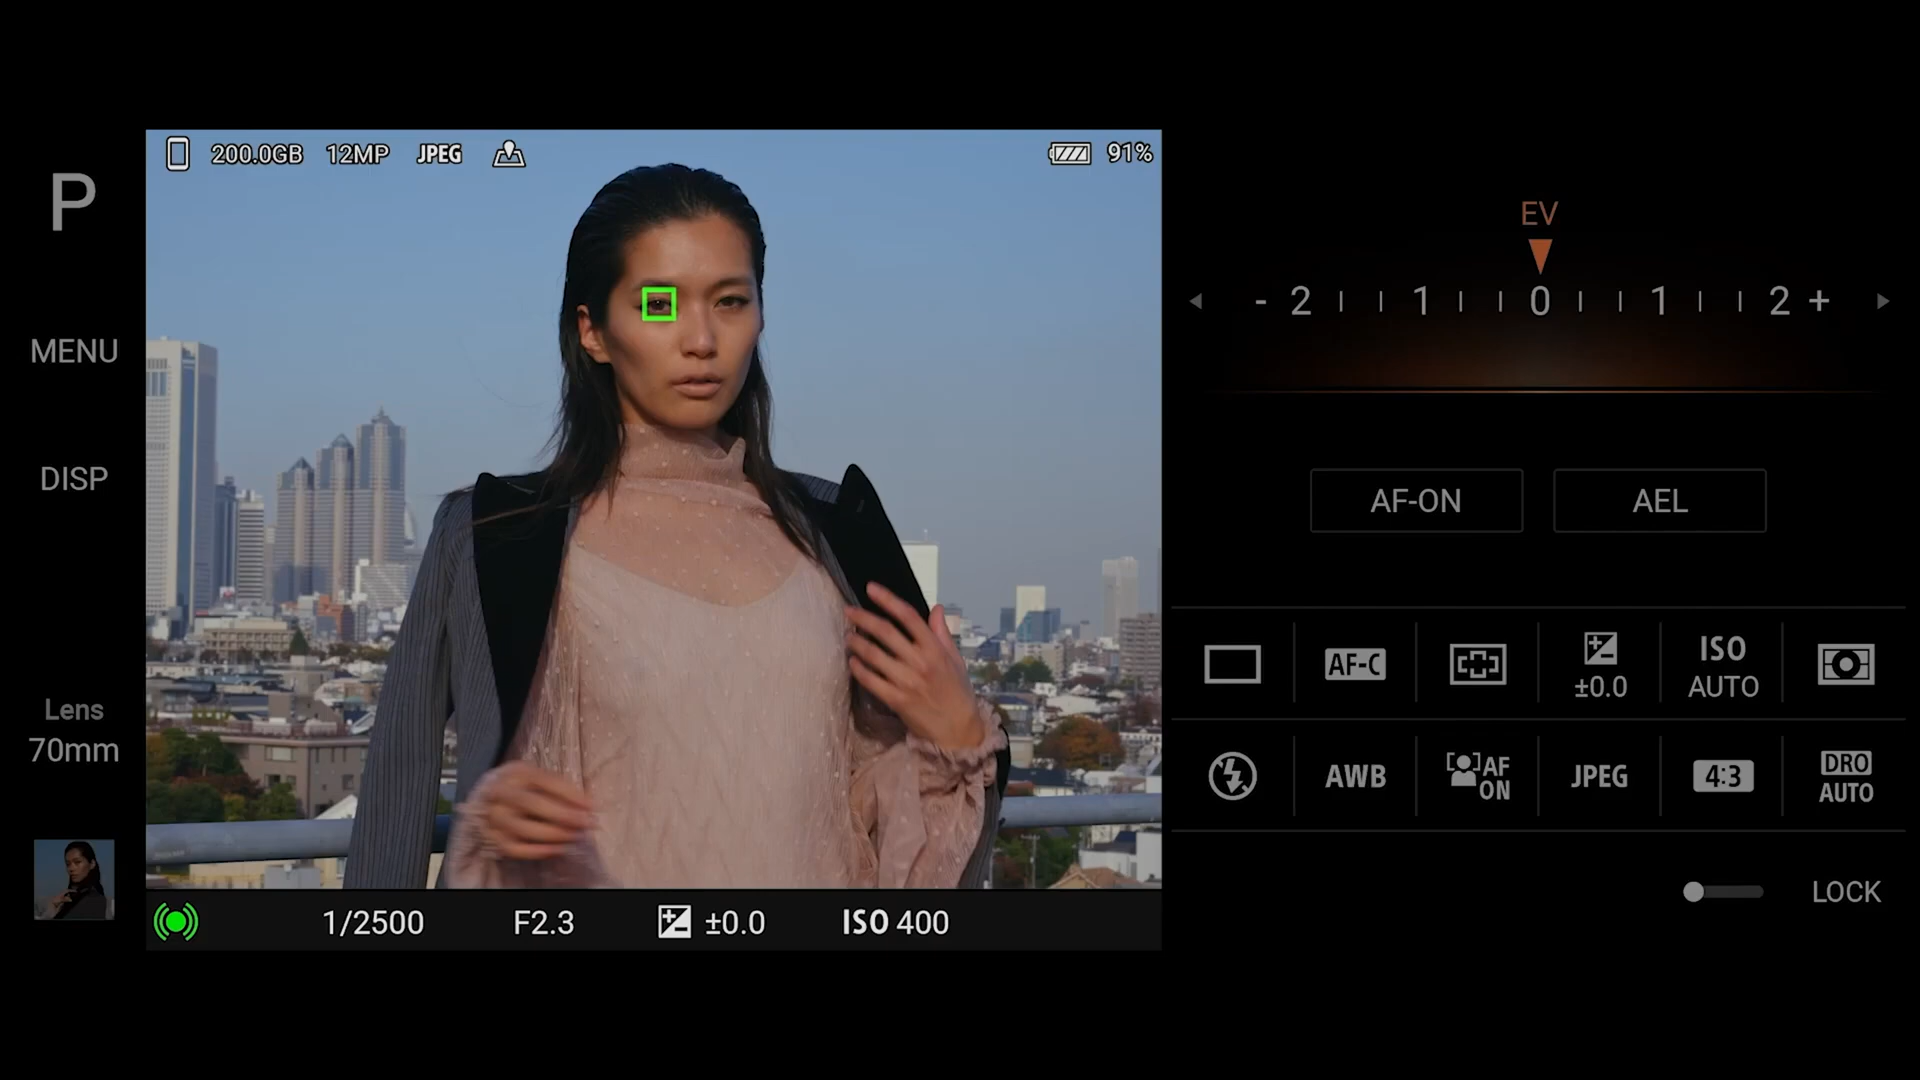 P
MENU
DISP
Lens
70mm
200.0GB 12MP JPEG 91%
1/2500 F2.3 ±0.0 ISO 400
EV
- 2 1 0 1 2 +
AF-ON AEL
AF-C ±0.0 ISO AUTO
AWB AF ON JPEG 4:3 DRO AUTO
LOCK